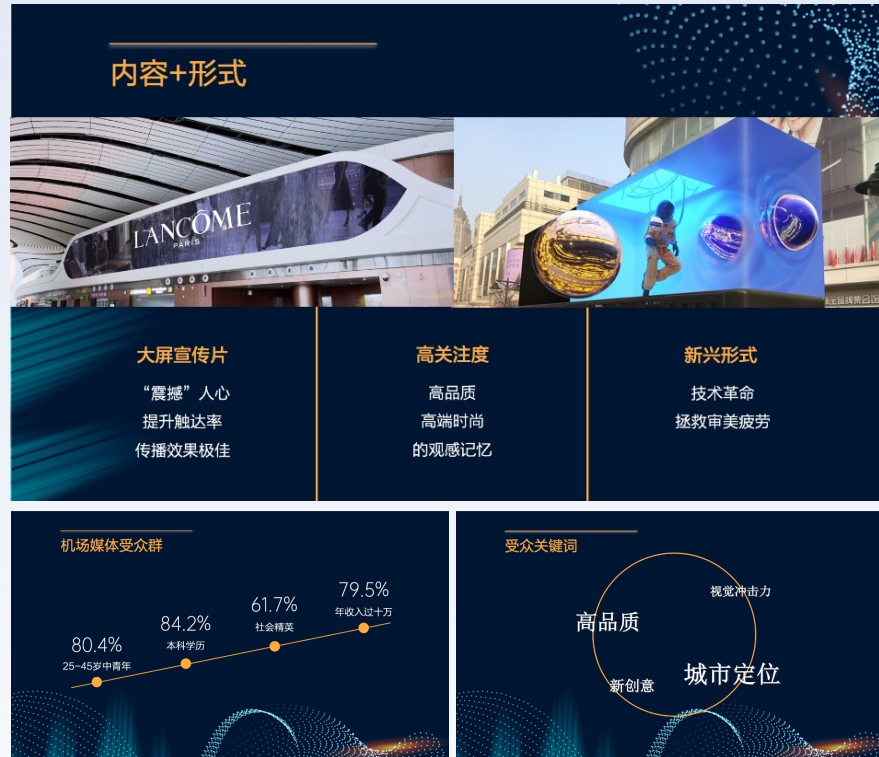 内容+形式
LANCÔME
PARIS
大屏宣传片
“震撼”人心
提升触达率
传播效果极佳
高关注度
高品质
高端时尚
的观感记忆
新兴形式
技术革命
拯救审美疲劳
机场媒体受众群
80.4%
25-45岁中青年
84.2%
本科学历
61.7%
社会精英
79.5%
年收入过十万
受众关键词
视觉冲击力
高品质
城市定位
新创意